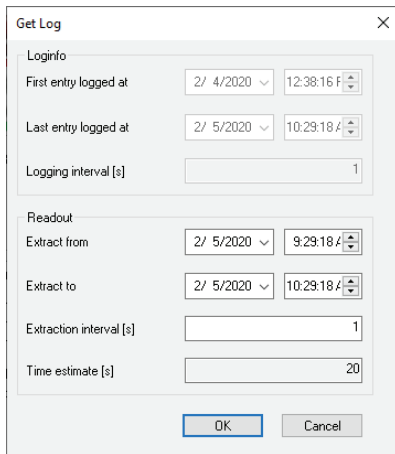 Get Log
Loginfo
First entry logged at 2/ 4/2020 12:38:16
Last entry logged at 2/ 5/2020 10:29:18
Logging interval [s] 1
Readout
Extract from 2/ 5/2020 9:29:18
Extract to 2/ 5/2020 10:29:18
Extraction interval [s] 1
Time estimate [s] 20
OK Cancel